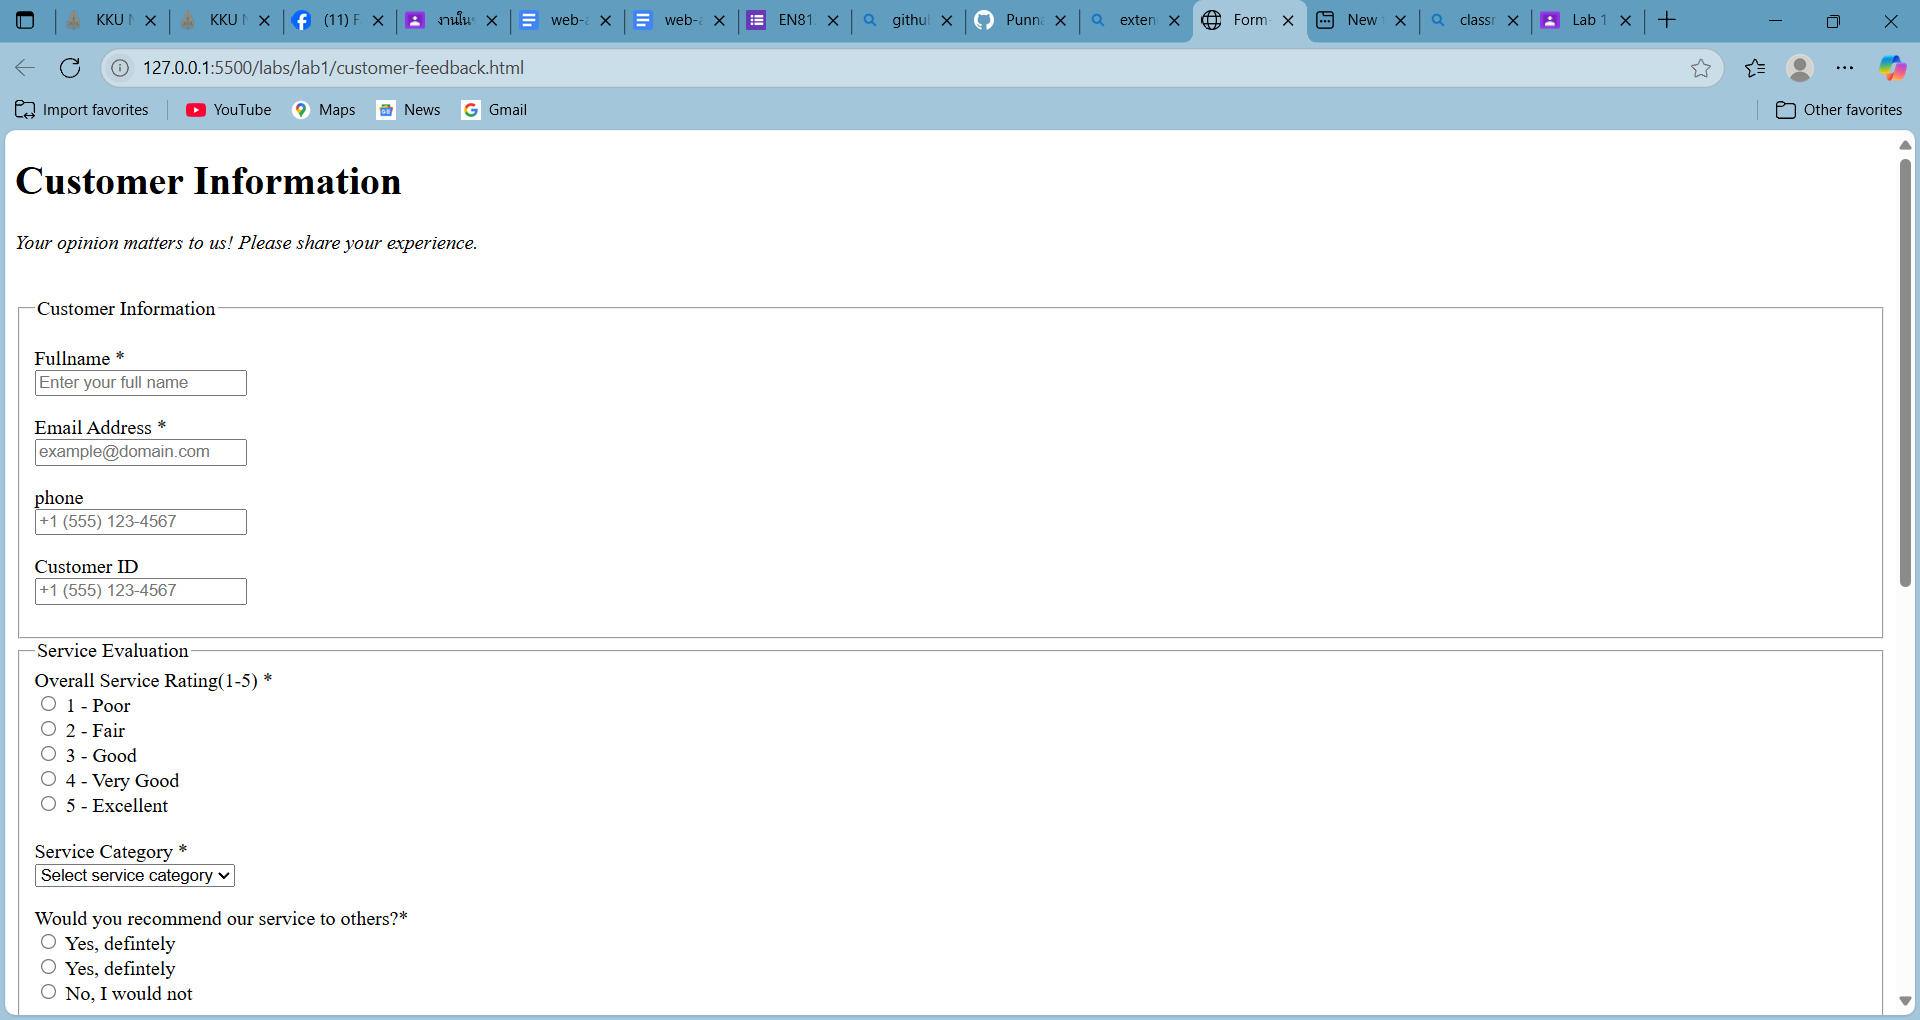 KKU N
KKU N
(11) F
งานใน
web-a
web-a
EN81
githu
Punna
exten
Form-
New
classr
Lab 1
127.0.0.1:5500/labs/lab1/customer-feedback.html
Import favorites
YouTube
Maps
News
Gmail
Other favorites
Customer Information
Your opinion matters to us! Please share your experience.
Customer Information
Fullname *
Enter your full name
Email Address *
example@domain.com
phone
+1 (555) 123-4567
Customer ID
+1 (555) 123-4567
Service Evaluation
Overall Service Rating(1-5) *
1 - Poor
2 - Fair
3 - Good
4 - Very Good
5 - Excellent
Service Category *
Select service category
Would you recommend our service to others?*
Yes, defintely
Yes, defintely
No, I would not